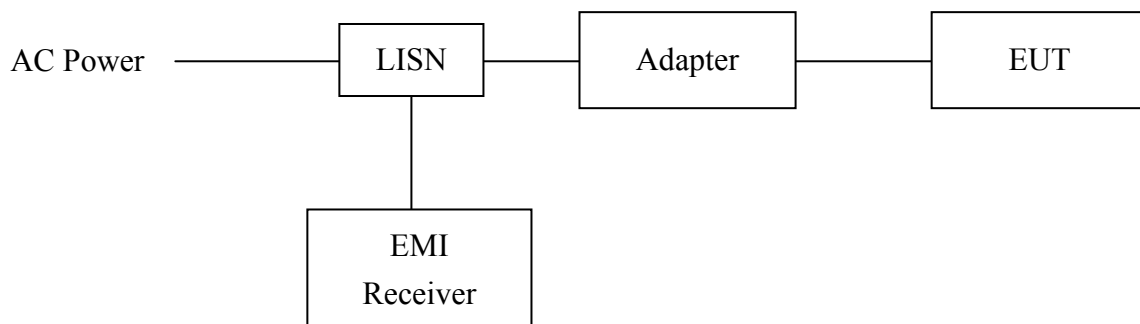 AC Power
LISN
Adapter
EUT
EMI
Receiver